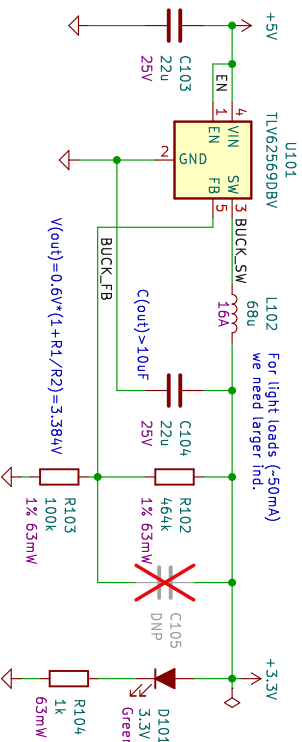 +5V
C103
22u
25V
EN
U101
TLV62569DBV
4
1
VIN
EN
2
GND
SW
FB
3
5
BUCK_SW
BUCK_FB
L102
68u
16A
For light loads (~50mA)
we need larger ind.
C(out)>10uF
V(out)=0.6V*(1+R1/R2)=3.384V
C104
22u
25V
R102
464k
1% 63mW
R103
100k
1% 63mW
C105
DNP
+3.3V
D101
3.3V
Green
R104
1k
63mW